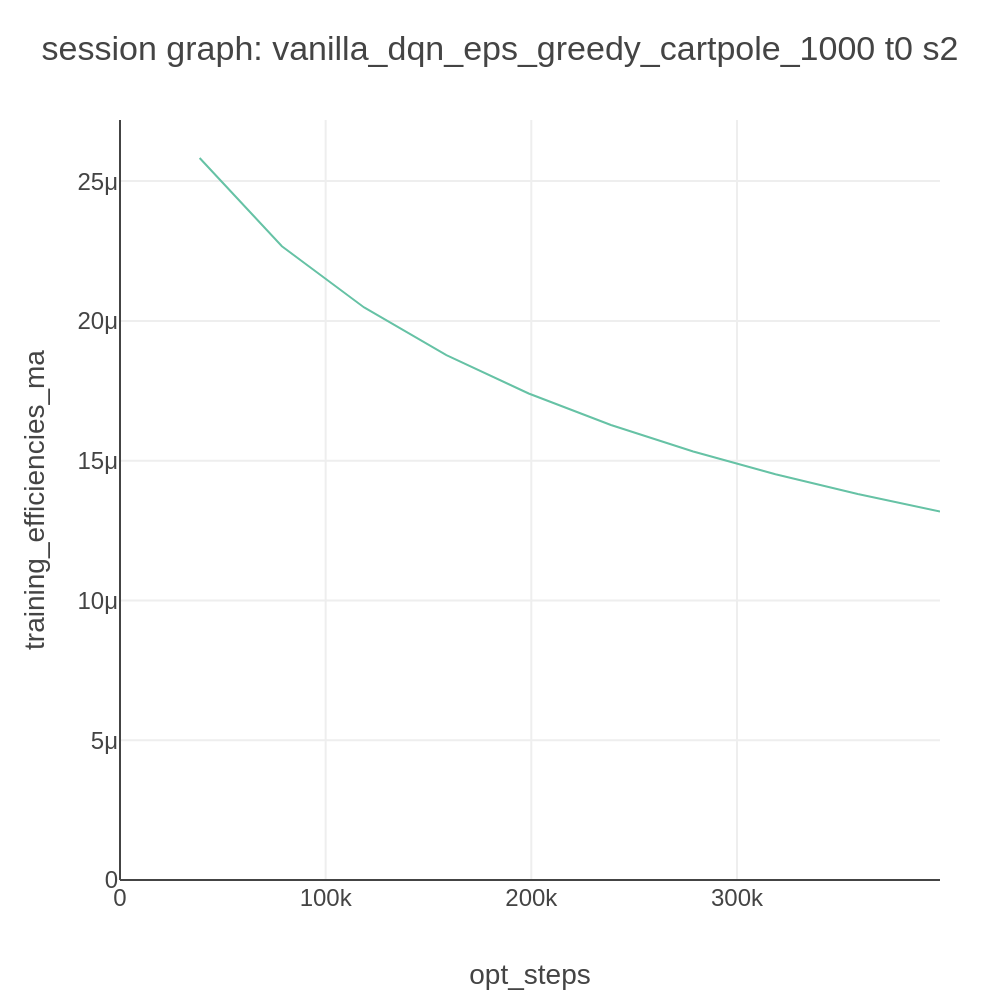 session graph: vanilla_dqn_eps_greedy_cartpole_1000 t0 s2
training_efficiencies_ma
25μ
20μ
15μ
10μ
5μ
0
0
100k
200k
300k
opt_steps